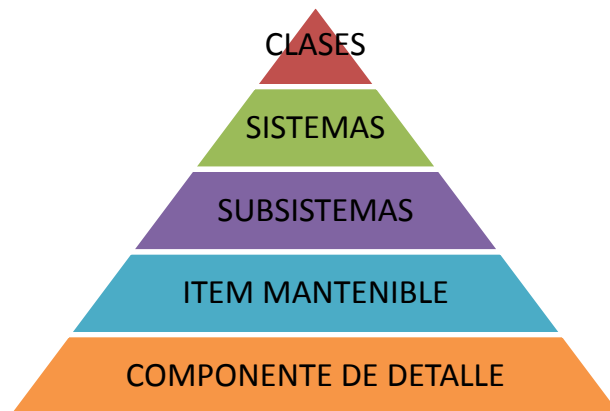 CLASES
SISTEMAS
SUBSISTEMAS
ITEM MANTENIBLE
COMPONENTE DE DETALLE